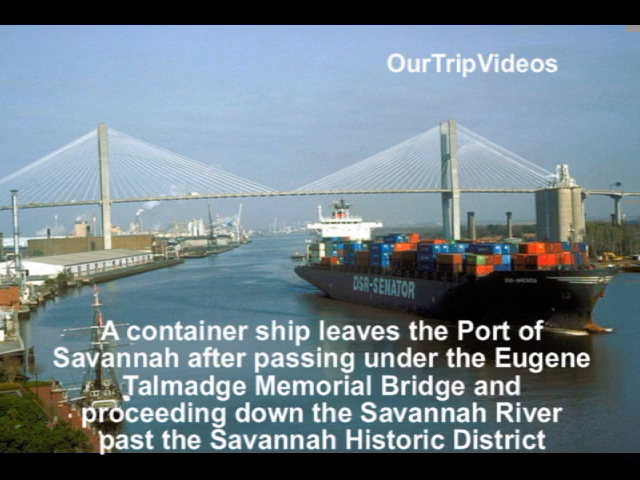 OurTripVideos
DSR-SENATOR
A container ship leaves the Port of
Savannah after passing under the Eugene
Talmadge Memorial Bridge and
proceeding down the Savannah River
past the Savannah Historic District